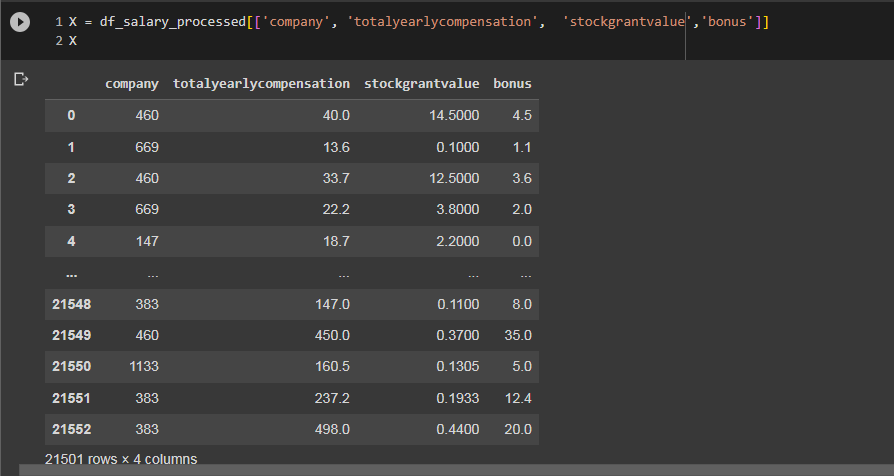 1 X = df_salary_processed[['company', 'totalyearlycompensation',  'stockgrantvalue','bonus']]
2 X
company totalyearlycompensation stockgrantvalue bonus
0 460 40.0 14.5000 4.5
1 669 13.6 0.1000 1.1
2 460 33.7 12.5000 3.6
3 669 22.2 3.8000 2.0
4 147 18.7 2.2000 0.0
... ... ... ... ...
21548 383 147.0 0.1100 8.0
21549 460 450.0 0.3700 35.0
21550 1133 160.5 0.1305 5.0
21551 383 237.2 0.1933 12.4
21552 383 498.0 0.4400 20.0
21501 rows × 4 columns